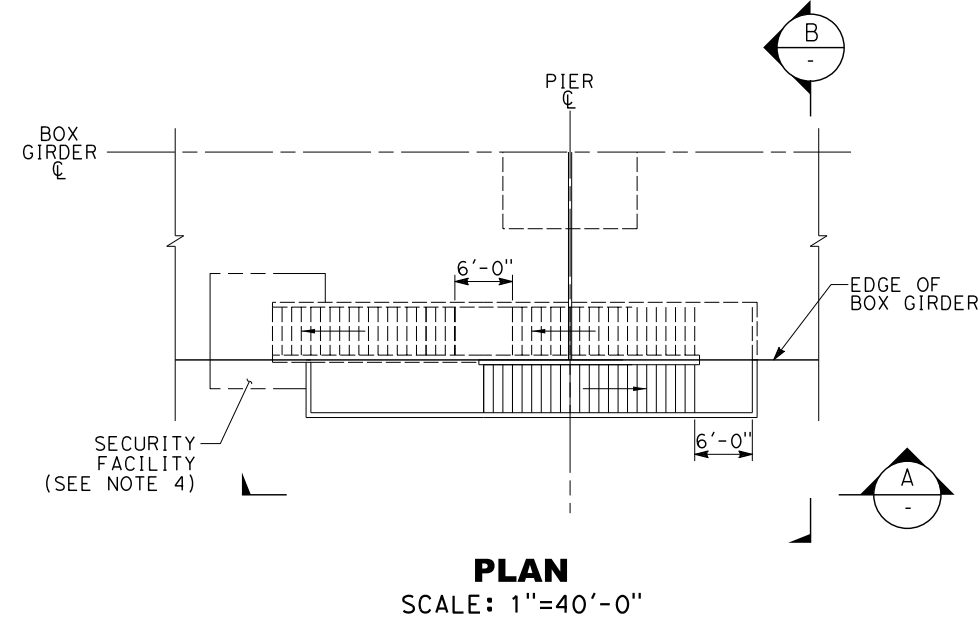 B
-
PIER
℄
BOX
GIRDER
℄
6'-0"
EDGE OF
BOX GIRDER
6'-0"
SECURITY
FACILITY
(SEE NOTE 4)
A
-
PLAN
SCALE: 1"=40'-0"